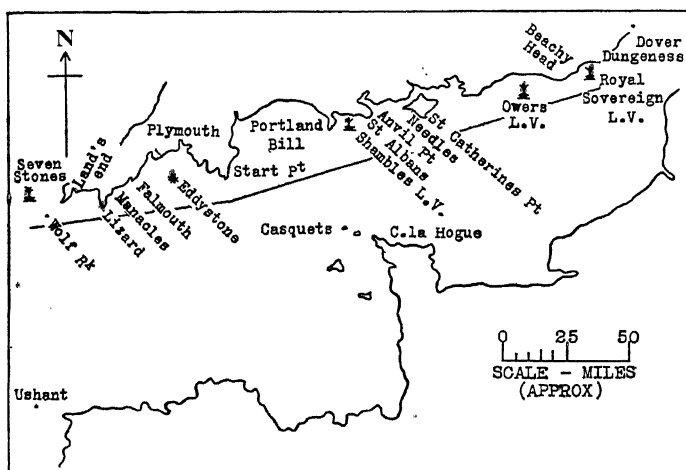 N
Dover
Dungeness
Beachy
Head
Royal
Sovereign
L.V.
Owers
L.V.
St Catherines Pt
Needles
Anvil Pt
St Albans
Shambles L.V.
Portland
Bill
Plymouth
Start Pt
Eddystone
Falmouth
Manacles
Lizard
Land's
end
Seven
Stones
Wolf Rk
Casquets
C.la Hogue
Ushant
0 25 50
SCALE - MILES
(APPROX)